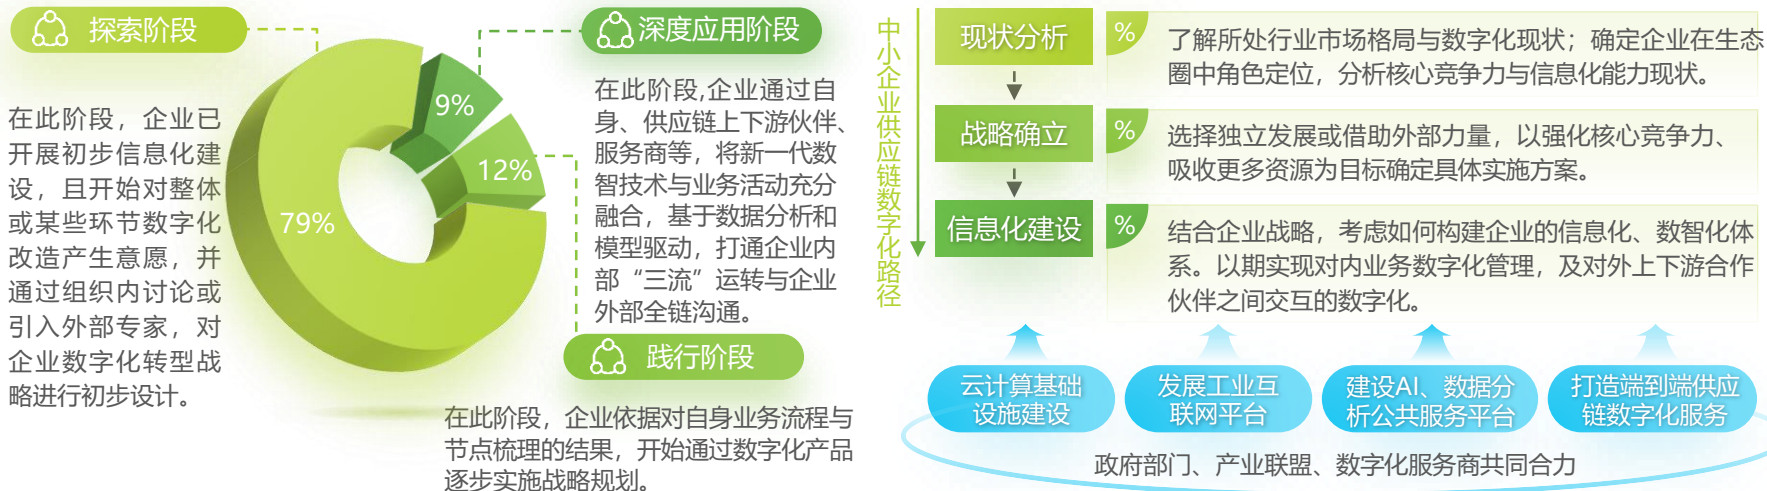 探索阶段
在此阶段，企业已
开展初步信息化建
设，且开始对整体
或某些环节数字化
改造产生意愿，并
通过组织内讨论或
引入外部专家，对
企业数字化转型战
略进行初步设计。
79%
9%
12%
深度应用阶段
在此阶段,企业通过自
身、供应链上下游伙伴、
服务商等，将新一代数
智技术与业务活动充分
融合，基于数据分析和
模型驱动，打通企业内
部“三流”运转与企业
外部全链沟通。
践行阶段
在此阶段，企业依据对自身业务流程与
节点梳理的结果，开始通过数字化产品
逐步实施战略规划。
中小企业供应链数字化路径
现状分析
%
了解所处行业市场格局与数字化现状；确定企业在生态
圈中角色定位，分析核心竞争力与信息化能力现状。
战略确立
%
选择独立发展或借助外部力量，以强化核心竞争力、
吸收更多资源为目标确定具体实施方案。
信息化建设
%
结合企业战略，考虑如何构建企业的信息化、数智化体
系。以期实现对内业务数字化管理，及对外上下游合作
伙伴之间交互的数字化。
云计算基础
设施建设
发展工业互
联网平台
建设AI、数据分
析公共服务平台
打造端到端供应
链数字化服务
政府部门、产业联盟、数字化服务商共同合力